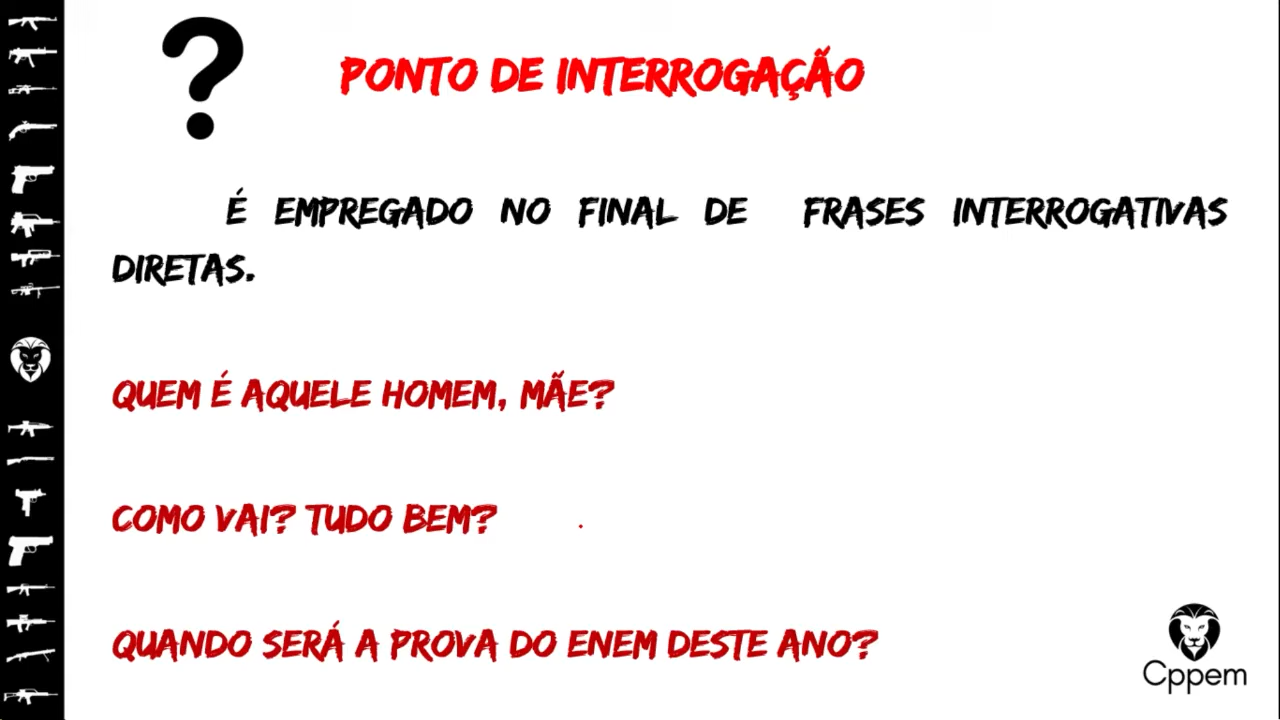 ?
PONTO DE INTERROGAÇÃO
É EMPREGADO NO FINAL DE FRASES INTERROGATIVAS
DIRETAS.
QUEM É AQUELE HOMEM, MÃE?
COMO VAI? TUDO BEM?
QUANDO SERÁ A PROVA DO ENEM DESTE ANO?
Cppem